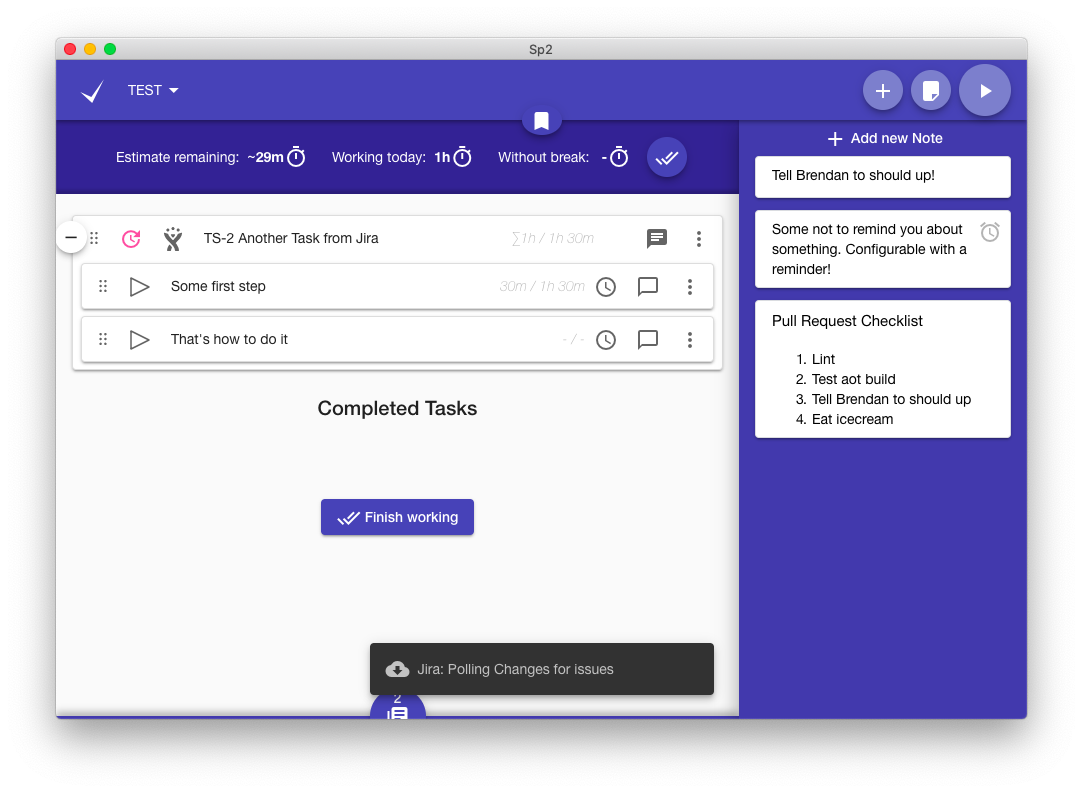 Sp2
TEST
Estimate remaining: ~29m
Working today: 1h
Without break: -
Add new Note
Tell Brendan to should up!
Some not to remind you about
something. Configurable with a
reminder!
Pull Request Checklist
1. Lint
2. Test aot build
3. Tell Brendan to should up
4. Eat icecream
TS-2 Another Task from Jira
∑1h / 1h 30m
Some first step
30m / 1h 30m
That's how to do it
- / -
Completed Tasks
Finish working
Jira: Polling Changes for issues
2